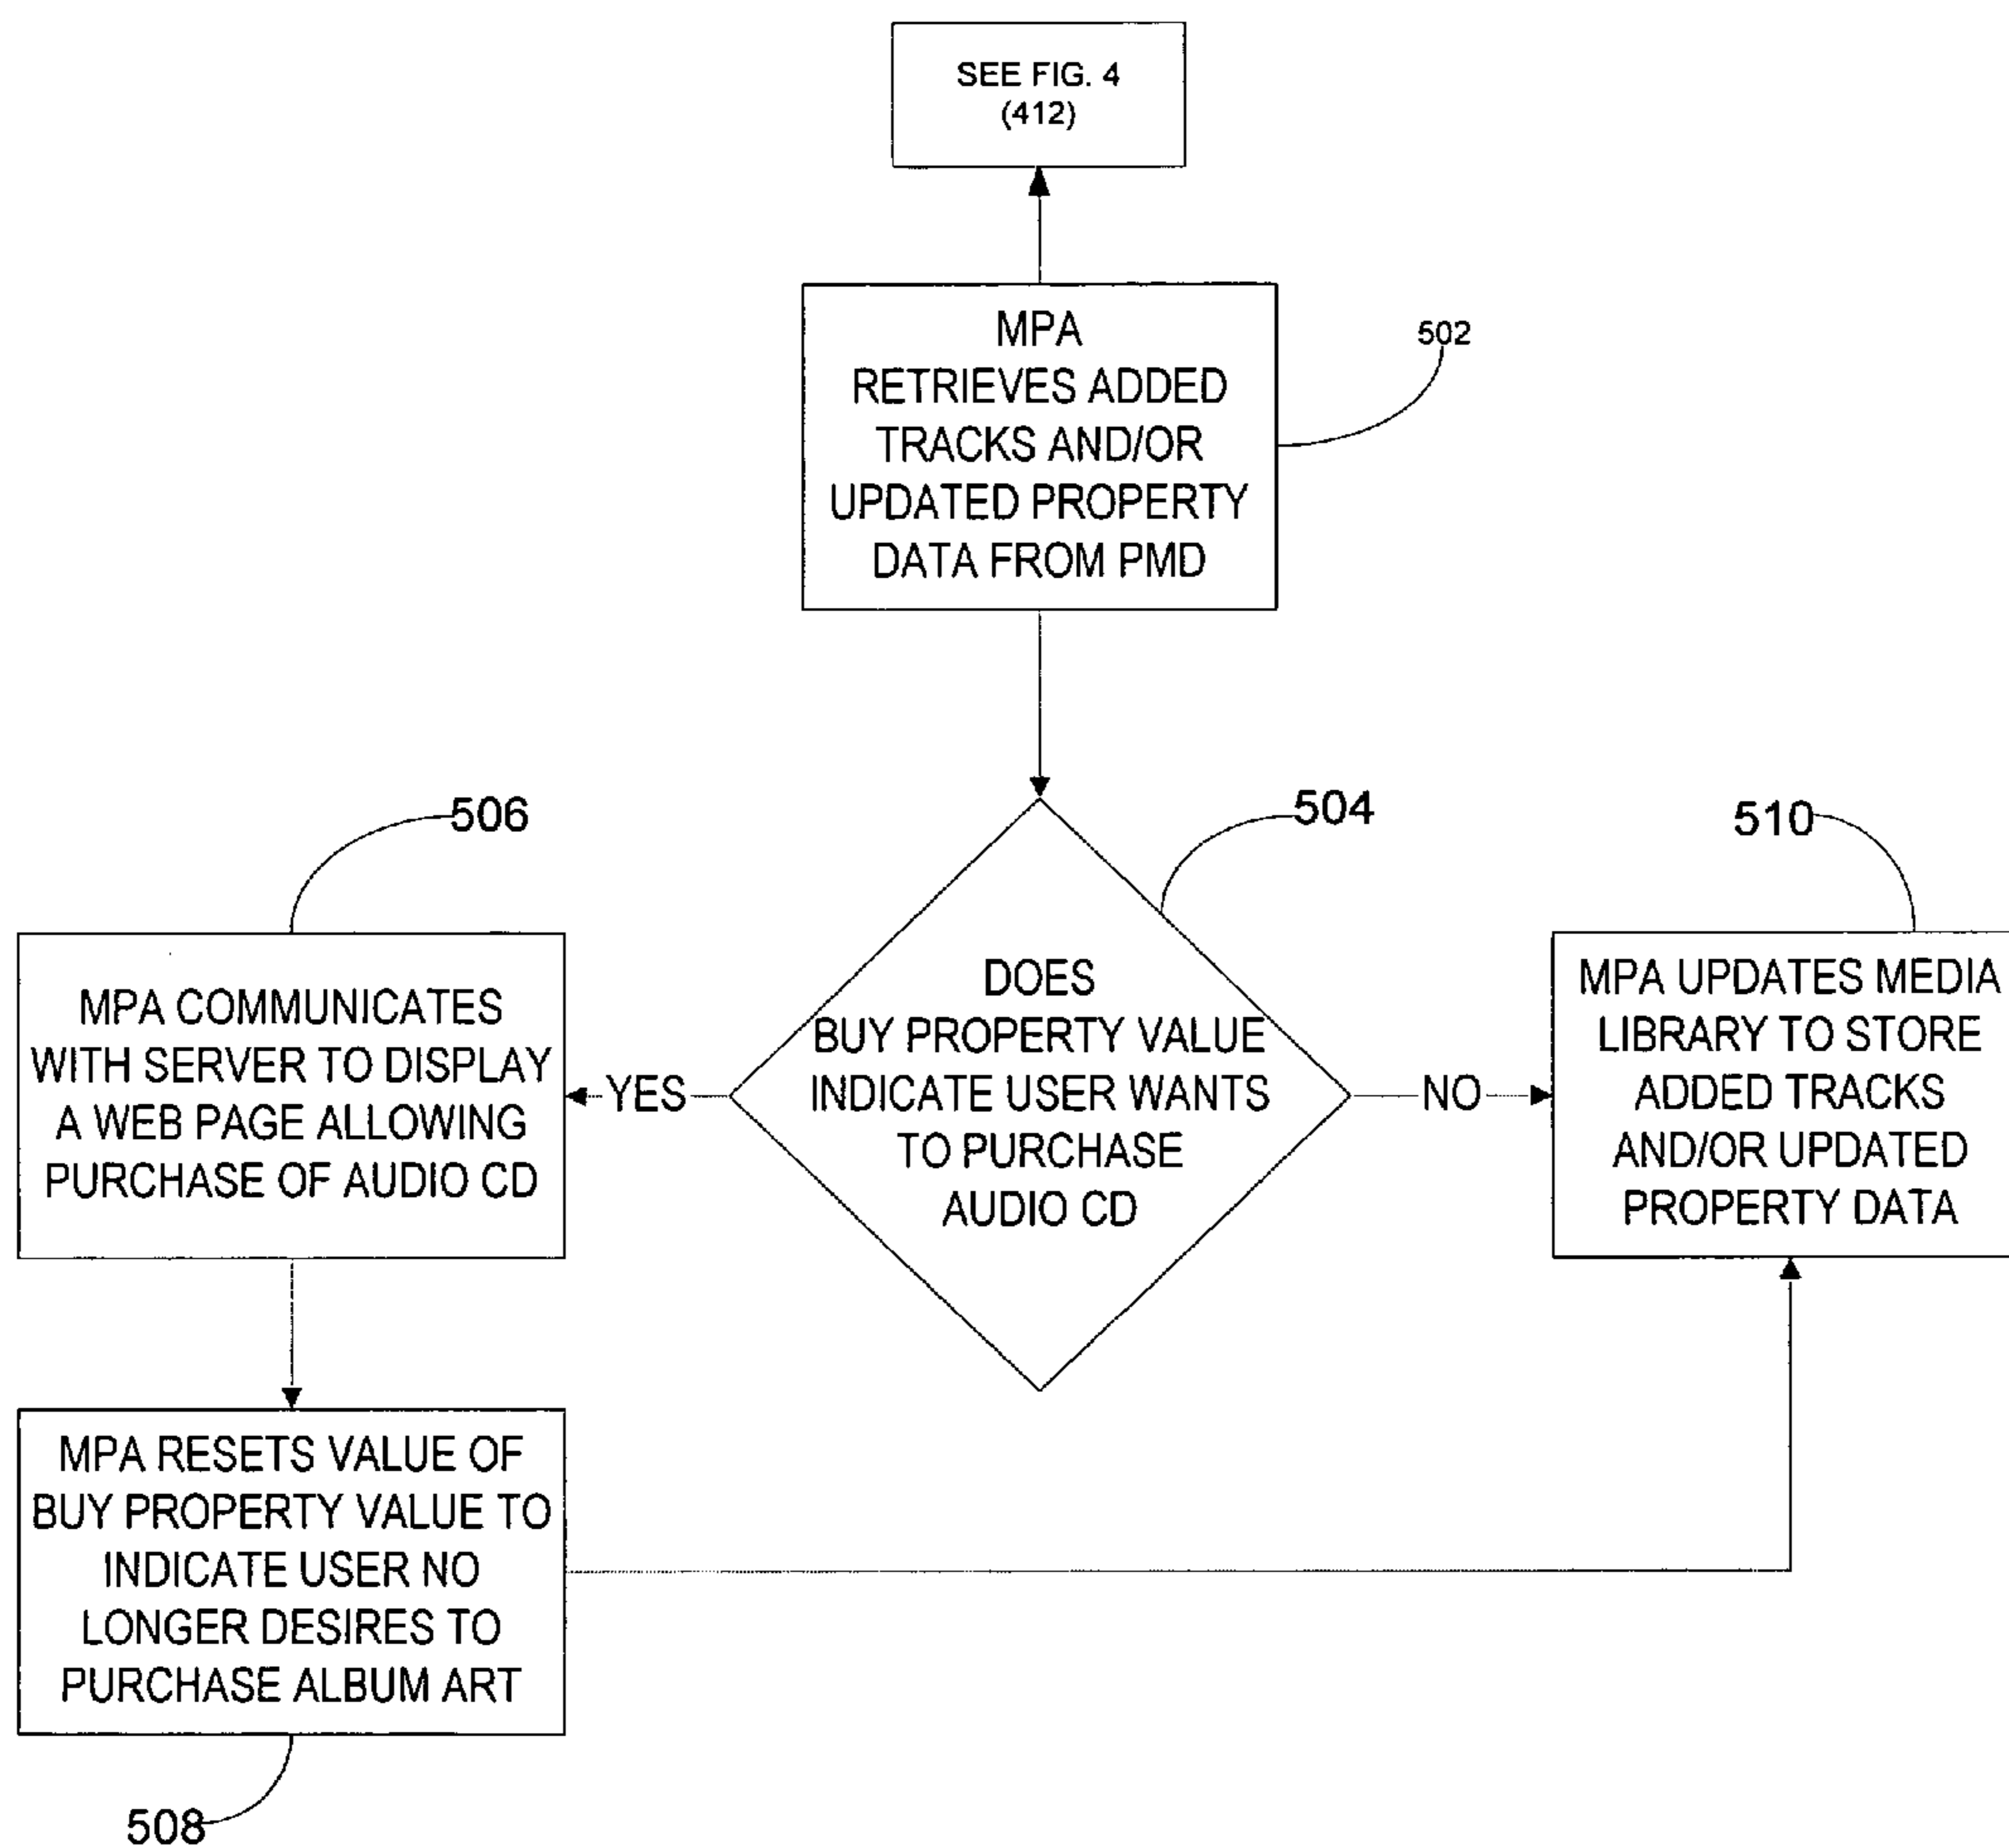 SEE FIG. 4
(412)
MPA
RETRIEVES ADDED
TRACKS AND/OR
UPDATED PROPERTY
DATA FROM PMD
502
504
DOES
BUY PROPERTY VALUE
INDICATE USER WANTS
TO PURCHASE
AUDIO CD
YES
NO
506
MPA COMMUNICATES
WITH SERVER TO DISPLAY
A WEB PAGE ALLOWING
PURCHASE OF AUDIO CD
510
MPA UPDATES MEDIA
LIBRARY TO STORE
ADDED TRACKS
AND/OR UPDATED
PROPERTY DATA
MPA RESETS VALUE OF
BUY PROPERTY VALUE TO
INDICATE USER NO
LONGER DESIRES TO
PURCHASE ALBUM ART
508